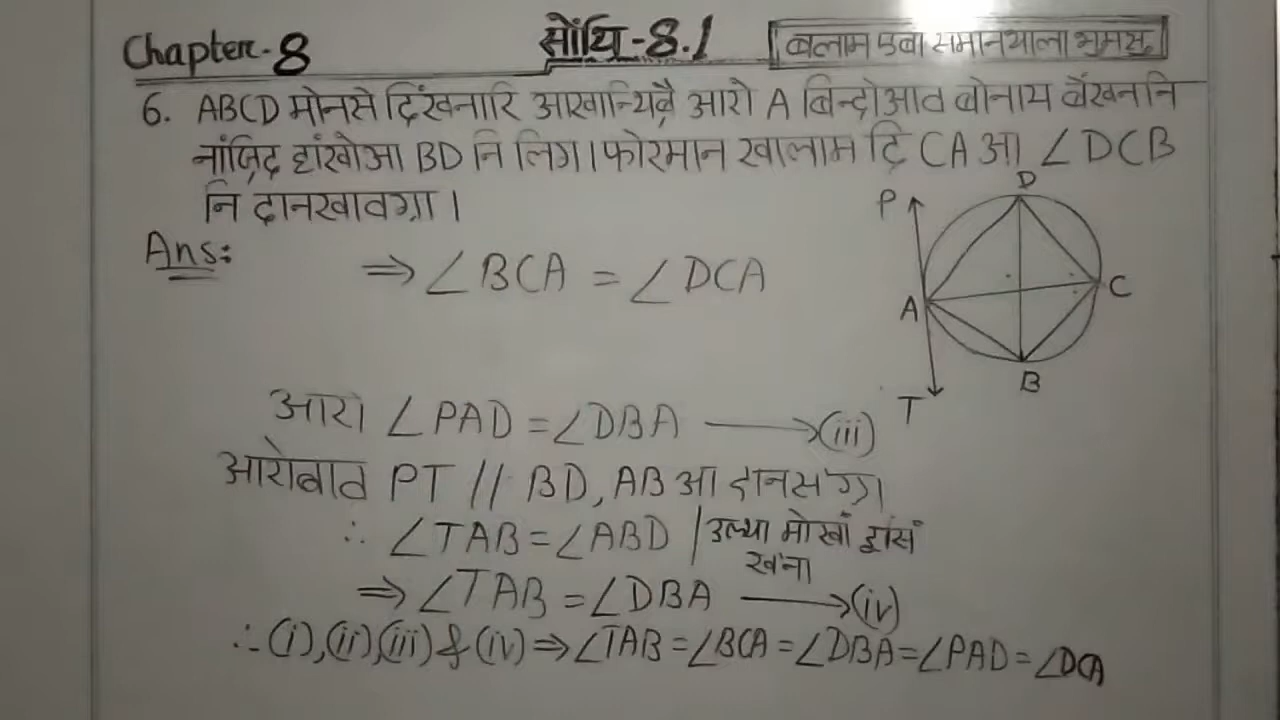 Chapter-8
सोंथि-8.1
बेलाम एबा समानथाला भुमसु
6. ABCD मोनसे दिंखनारि आखान्थिब्रै आरो A बिन्दोआव बोनाय बेंखननि
नांजिद हांखोआ BD नि लिग। फोरमान खालाम दि CA आ ∠DCB
नि दानखावग्रा।
Ans:
⇒ ∠BCA = ∠DCA
P
D
A
C
B
T
आरो ∠PAD = ∠DBA ⟶ (iii)
आरोबाव PT // BD, AB आ दानसंग्रा
∴ ∠TAB = ∠ABD / उल्था मोखां
खना
⇒ ∠TAB = ∠DBA ⟶ (iv)
∴ (i), (ii), (iii) & (iv) ⇒ ∠TAB = ∠BCA = ∠DBA = ∠PAD = ∠DCA